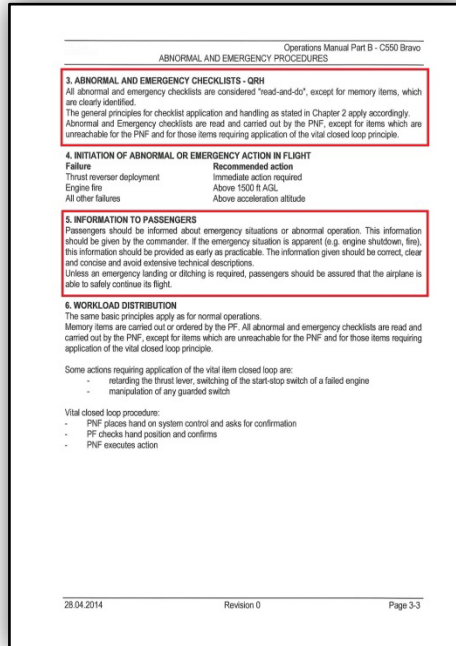 Operations Manual Part B - C550 Bravo
ABNORMAL AND EMERGENCY PROCEDURES
3. ABNORMAL AND EMERGENCY CHECKLISTS - QRH
All abnormal and emergency checklists are considered "read-and-do", except for memory items, which
are clearly identified.
The general principles for checklist application and handling as stated in Chapter 2 apply accordingly.
Abnormal and Emergency checklists are read and carried out by the PNF, except for items which are
unreachable for the PNF and for those items requiring application of the vital closed loop principle.
4. INITIATION OF ABNORMAL OR EMERGENCY ACTION IN FLIGHT
Failure Recommended action
Thrust reverser deployment Immediate action required
Engine fire Above 1500 ft AGL
All other failures Above acceleration altitude
5. INFORMATION TO PASSENGERS
Passengers should be informed about emergency situations or abnormal operation. This information
should be given by the commander. If the emergency situation is apparent (e.g. engine shutdown, fire),
this information should be provided as early as practicable. The information given should be correct, clear
and concise and avoid extensive technical descriptions.
Unless an emergency landing or ditching is required, passengers should be assured that the airplane is
able to safely continue its flight.
6. WORKLOAD DISTRIBUTION
The same basic principles apply as for normal operations.
Memory items are carried out or ordered by the PF. All abnormal and emergency checklists are read and
carried out by the PNF, except for items which are unreachable for the PNF and for those items requiring
application of the vital closed loop principle.
Some actions requiring application of the vital item closed loop are:
- retarding the thrust lever, switching of the start-stop switch of a failed engine
- manipulation of any guarded switch
Vital closed loop procedure:
- PNF places hand on system control and asks for confirmation
- PF checks hand position and confirms
- PNF executes action
28.04.2014 Revision 0 Page 3-3